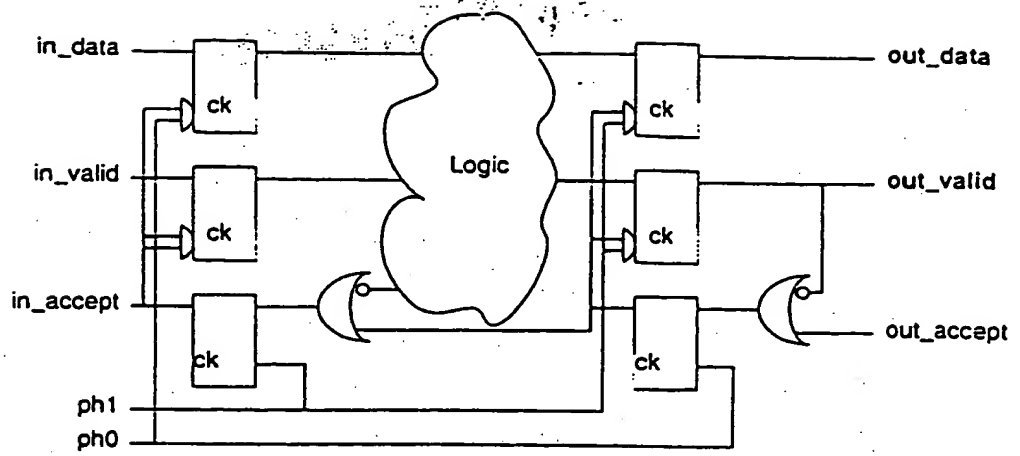 in_data
ck
out_data
ck
in_valid
ck
Logic
out_valid
ck
in_accept
ck
out_accept
ck
ph1
ph0